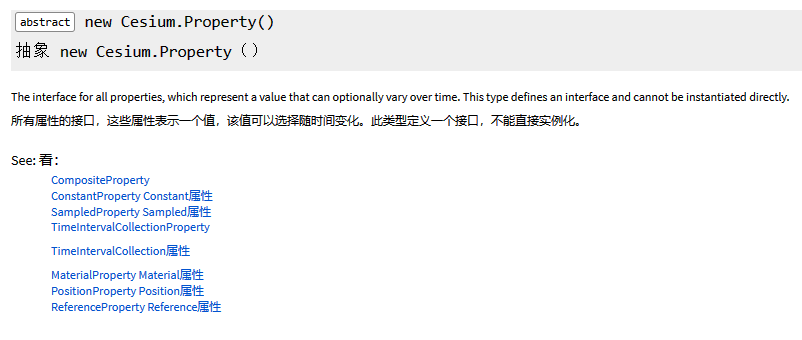 abstract new Cesium.Property()
抽象 new Cesium.Property（）
The interface for all properties, which represent a value that can optionally vary over time. This type defines an interface and cannot be instantiated directly.
所有属性的接口，这些属性表示一个值，该值可以选择随时间变化。此类型定义一个接口，不能直接实例化。
See: 看：
CompositeProperty
ConstantProperty Constant属性
SampledProperty Sampled属性
TimeIntervalCollectionProperty
TimeIntervalCollection属性
MaterialProperty Material属性
PositionProperty Position属性
ReferenceProperty Reference属性